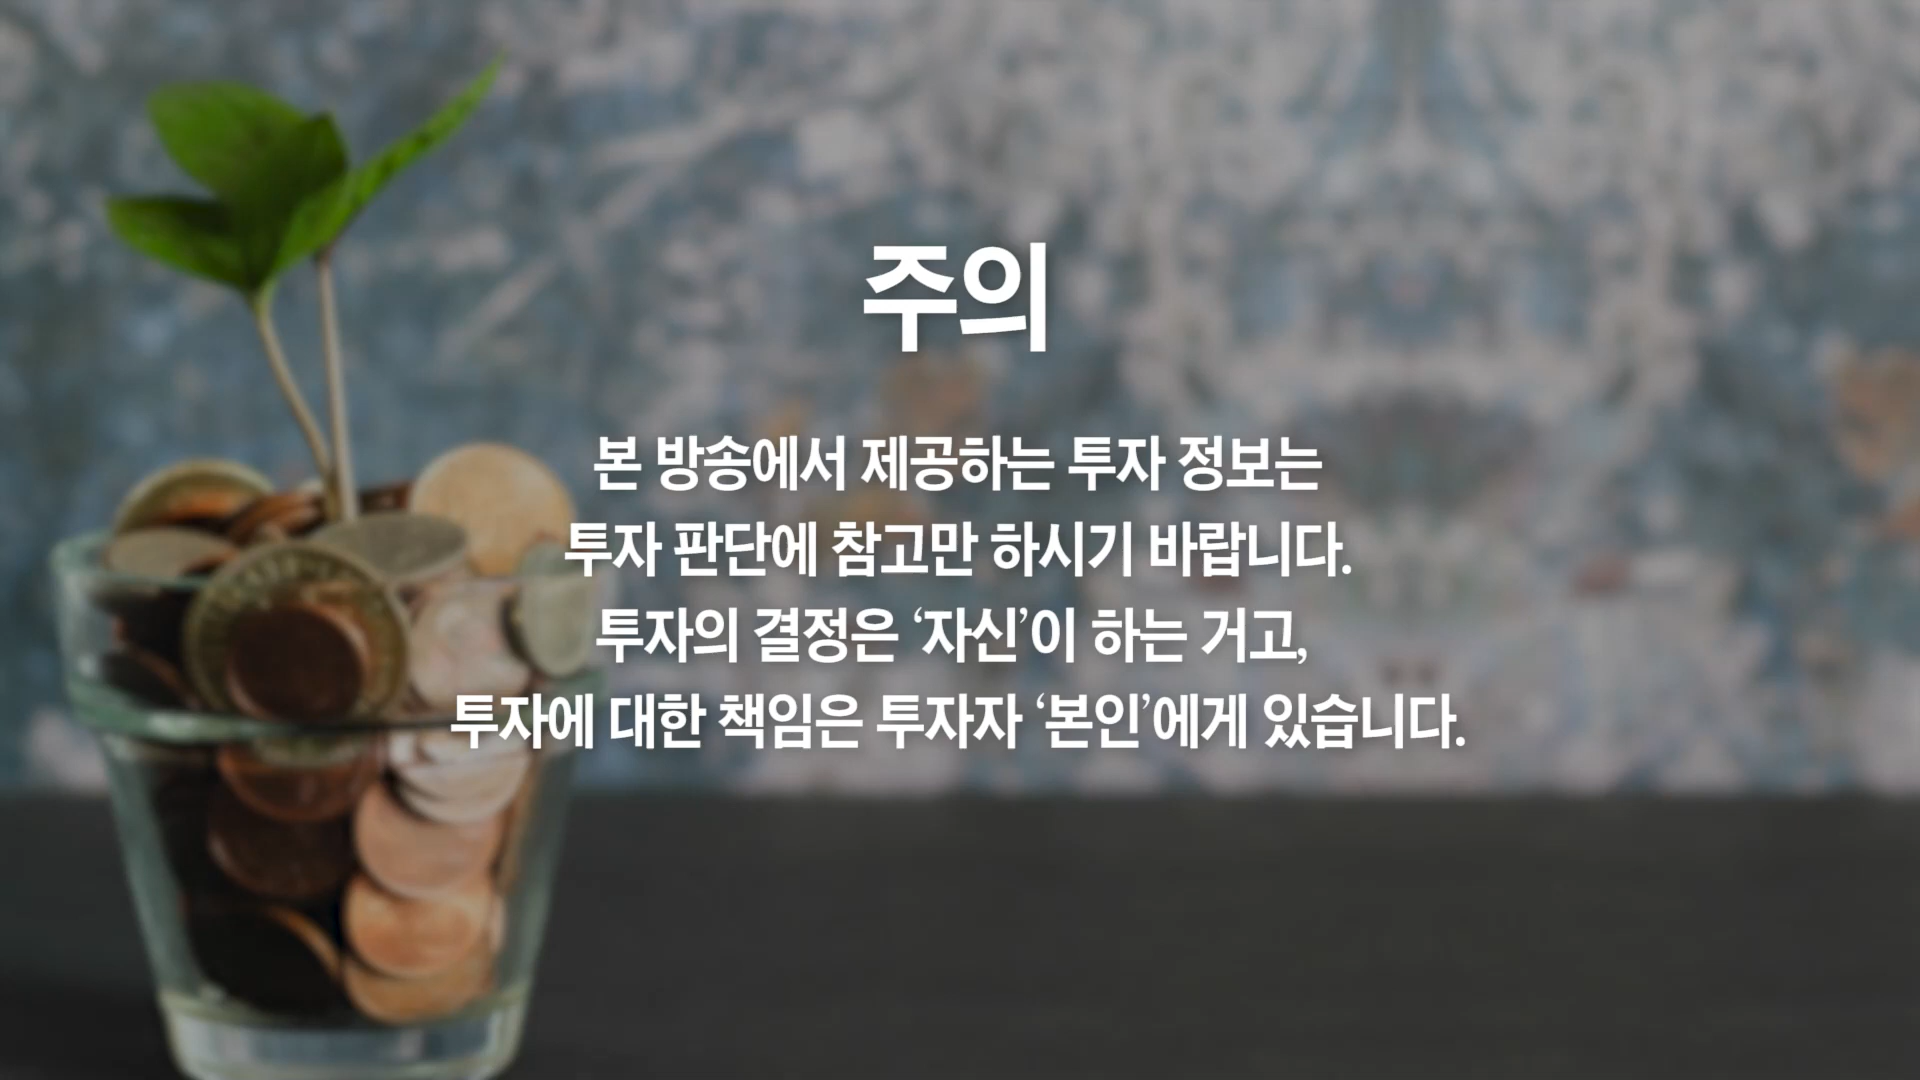 주의
본 방송에서 제공하는 투자 정보는
투자 판단에 참고만 하시기 바랍니다.
투자의 결정은 ‘자신’이 하는 거고,
투자에 대한 책임은 투자자 ‘본인’에게 있습니다.